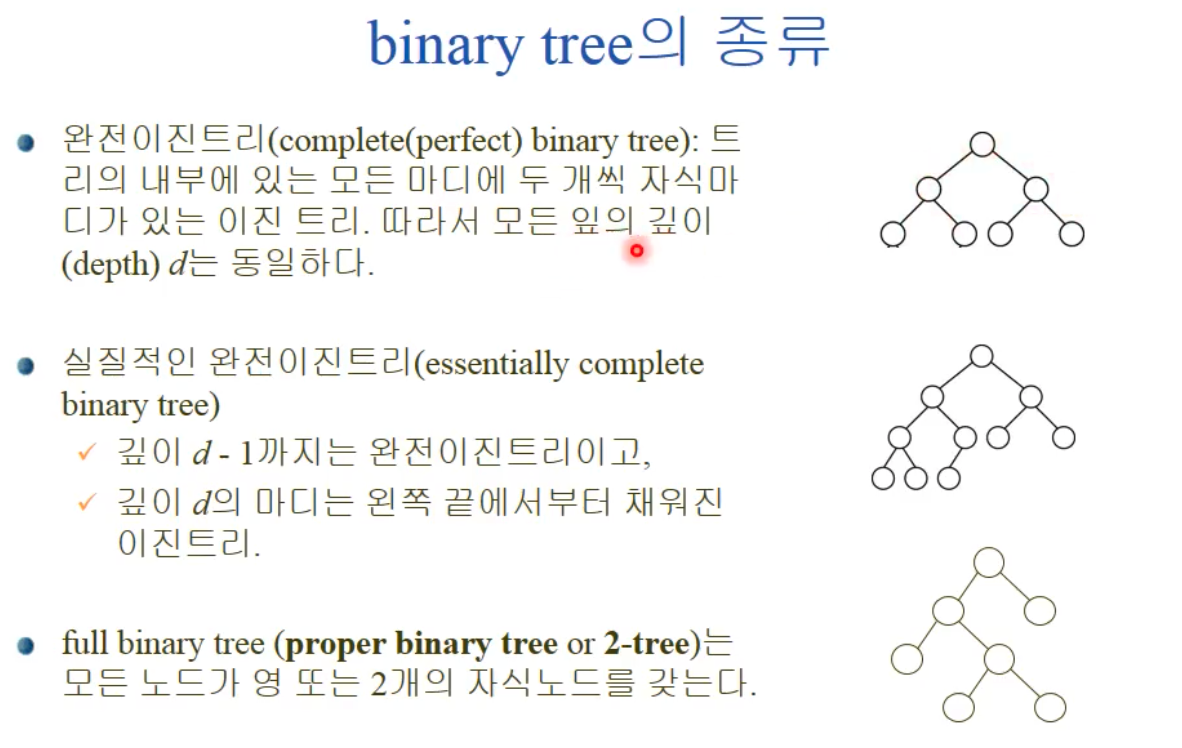 binary tree의 종류
완전이진트리(complete(perfect) binary tree): 트
리의 내부에 있는 모든 마디에 두 개씩 자식마
디가 있는 이진 트리. 따라서 모든 잎의 깊이
(depth) d는 동일하다.
실질적인 완전이진트리(essentially complete
binary tree)
깊이 d - 1까지는 완전이진트리이고,
깊이 d의 마디는 왼쪽 끝에서부터 채워진
이진트리.
full binary tree (proper binary tree or 2-tree)는
모든 노드가 영 또는 2개의 자식노드를 갖는다.